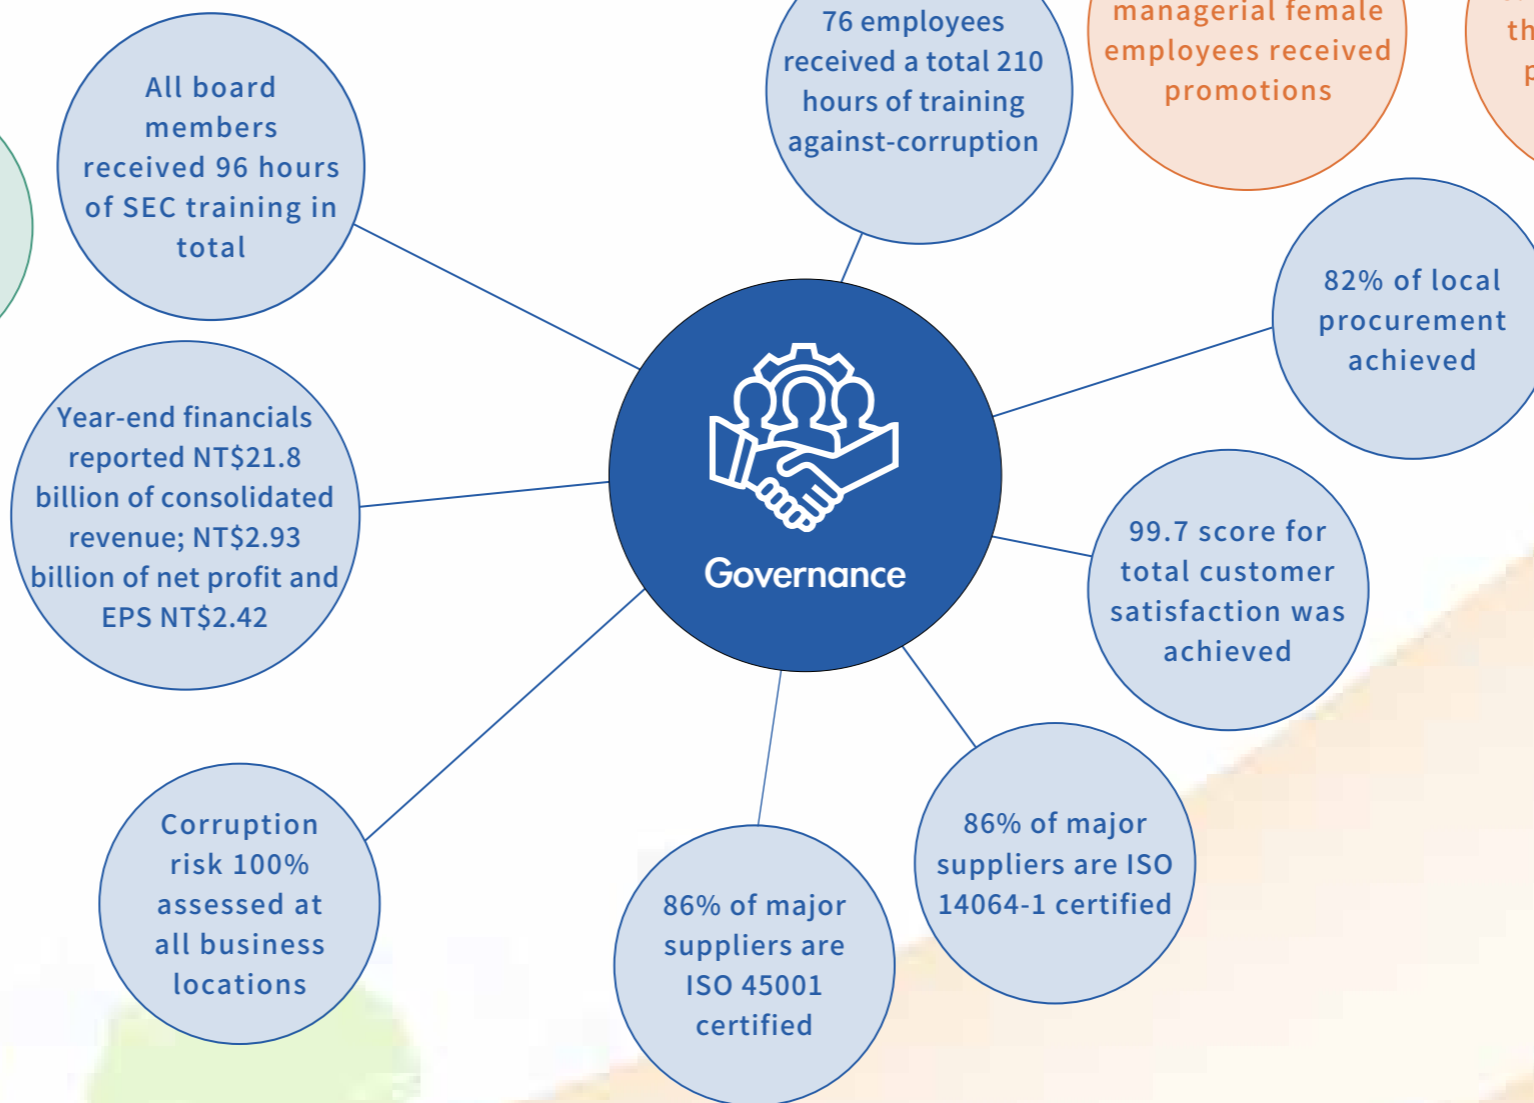 All board
members
received 96 hours
of SEC training in
total
76 employees
received a total 210
hours of training
against-corruption
managerial female
employees received
promotions
th
p
82% of local
procurement
achieved
Year-end financials
reported NT$21.8
billion of consolidated
revenue; NT$2.93
billion of net profit and
EPS NT$2.42
Governance
99.7 score for
total customer
satisfaction was
achieved
Corruption
risk 100%
assessed at
all business
locations
86% of major
suppliers are
ISO 45001
certified
86% of major
suppliers are ISO
14064-1 certified